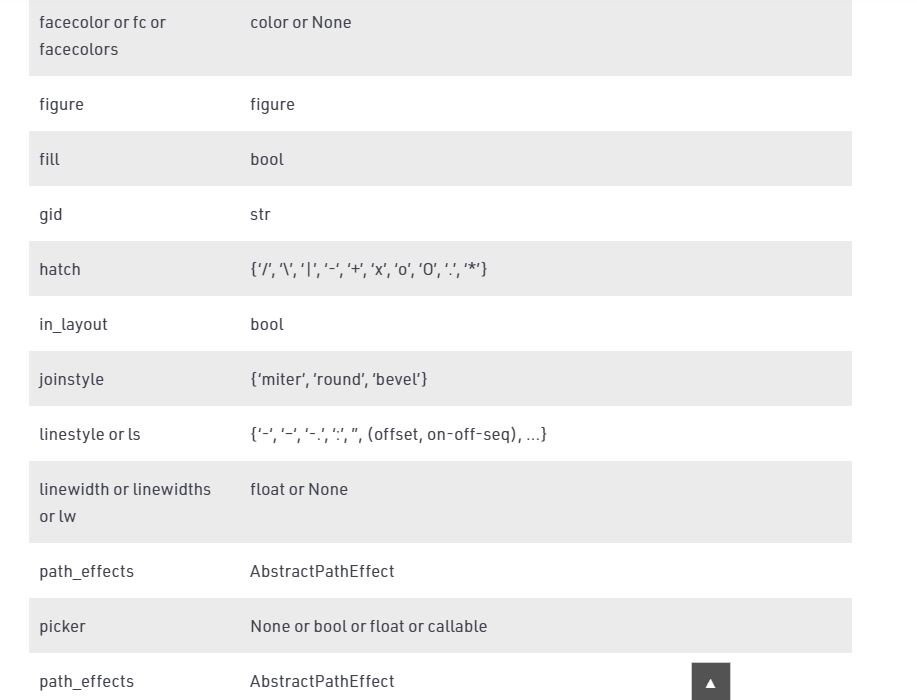 facecolor or fc or color or None
facecolors
figure figure
fill bool
gid str
hatch {‘/’, ‘\’, ‘|’, ‘-‘, ‘+’, ‘x’, ‘o’, ‘O’, ‘.’, ‘*’}
in_layout bool
joinstyle {‘miter’, ‘round’, ‘bevel’}
linestyle or ls {‘-‘, ‘–’, ‘-.’, ‘:’, ”, (offset, on-off-seq), …}
linewidth or linewidths float or None
or lw
path_effects AbstractPathEffect
picker None or bool or float or callable
path_effects AbstractPathEffect